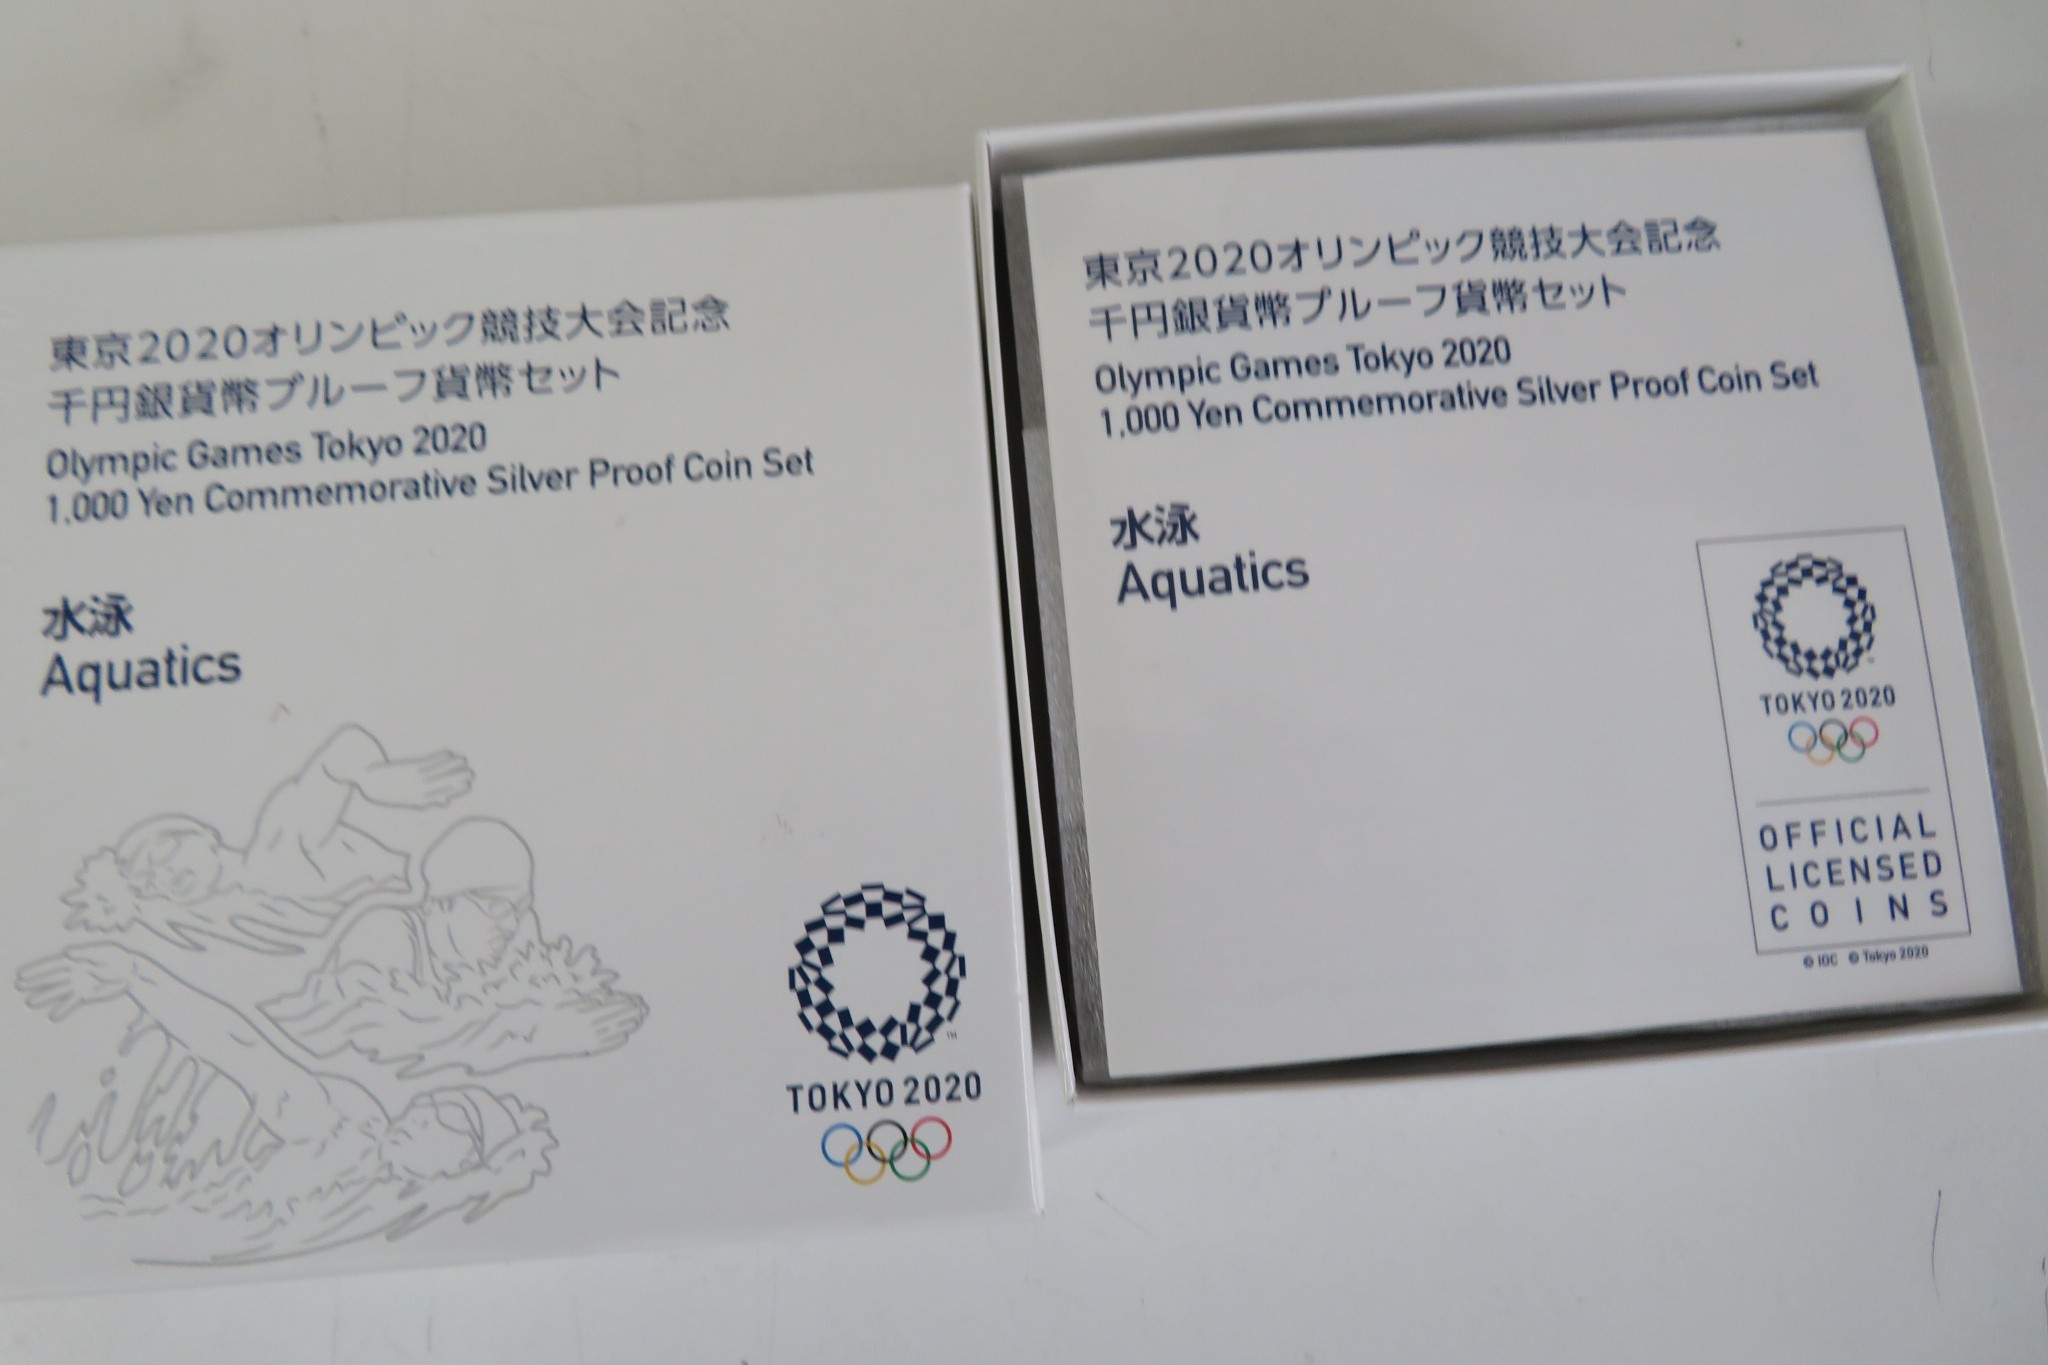 東京2020オリンピック競技大会記念
千円銀貨幣プルーフ貨幣セット
Olympic Games Tokyo 2020
1,000 Yen Commemorative Silver Proof Coin Set
水泳
Aquatics
TM
TOKYO 2020
東京2020オリンピック競技大会記念
千円銀貨幣プルーフ貨幣セット
Olympic Games Tokyo 2020
1,000 Yen Commemorative Silver Proof Coin Set
水泳
Aquatics
TOKYO 2020
OFFICIAL
LICENSED
COINS
© IOC © Tokyo 2020